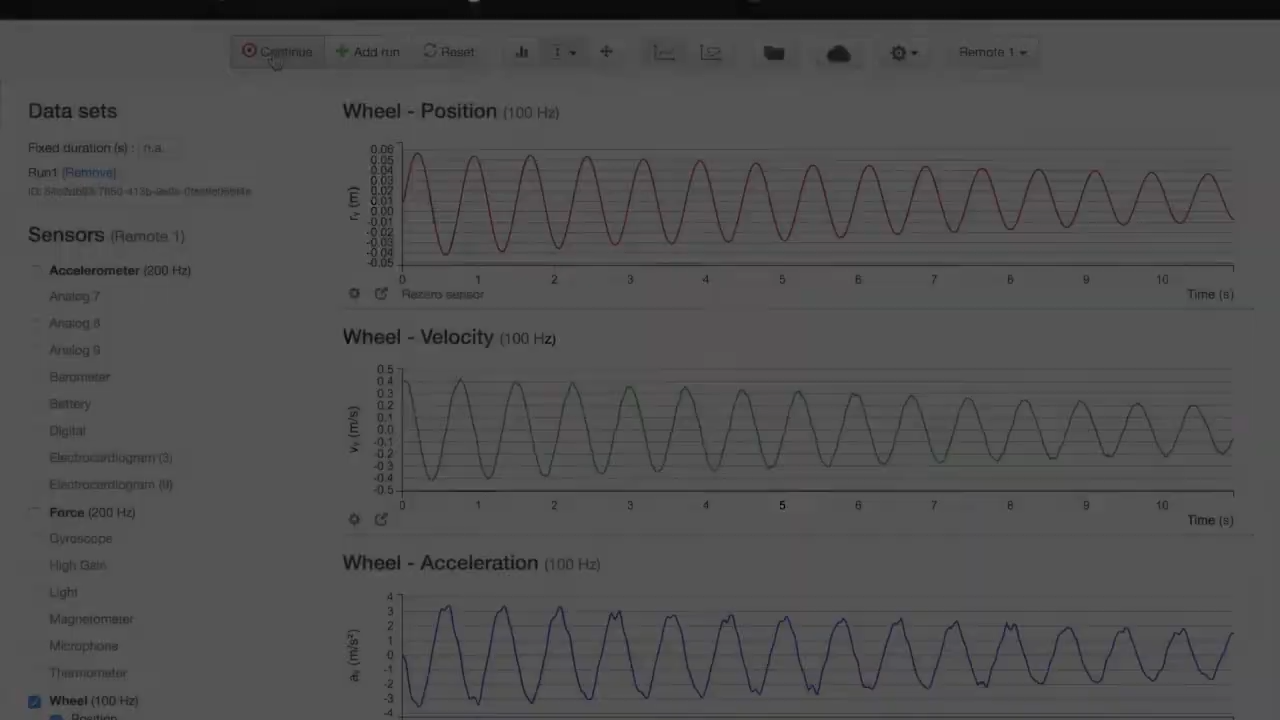 Continue Add run Reset Remote 1
Data sets
Fixed duration (s) : n.a.
Run1 (Remove)
Sensors (Remote 1)
Accelerometer (200 Hz)
Analog 7
Analog 8
Analog 9
Barometer
Battery
Digital
Electrocardiogram (3)
Electrocardiogram (9)
Force (200 Hz)
Gyroscope
High Gain
Light
Magnetometer
Microphone
Thermometer
Wheel (100 Hz)
Position
Wheel - Position (100 Hz)
rᵧ (m)
0.06
0.05
0.04
0.03
0.02
0.01
0.00
-0.01
-0.02
-0.03
-0.04
-0.05
0 1 2 3 4 5 6 7 8 9 10
Rezero sensor Time (s)
Wheel - Velocity (100 Hz)
vᵧ (m/s)
0.5
0.4
0.3
0.2
0.1
0.0
-0.1
-0.2
-0.3
-0.4
-0.5
0 1 2 3 4 5 6 7 8 9 10
Time (s)
Wheel - Acceleration (100 Hz)
aᵧ (m/s²)
4
3
2
1
0
-1
-2
-3
-4